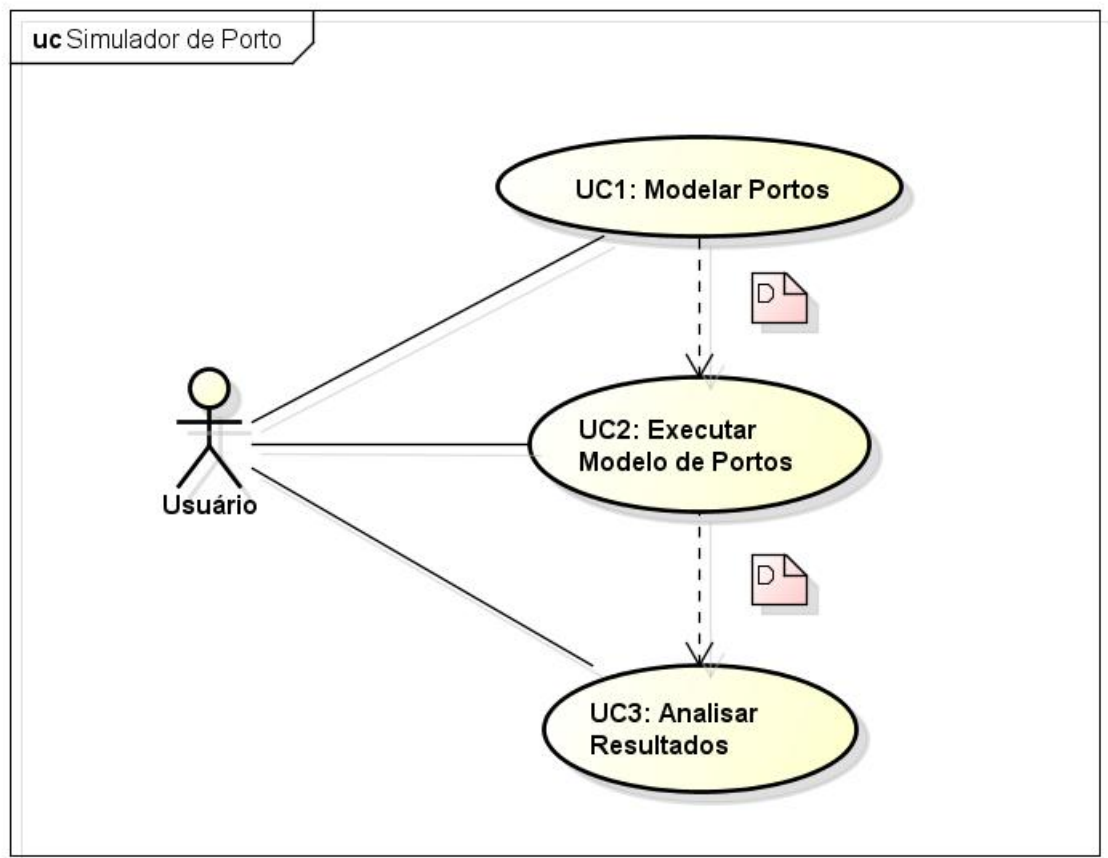 uc Simulador de Porto
UC1: Modelar Portos
D
UC2: Executar
Modelo de Portos
Usuário
D
UC3: Analisar
Resultados